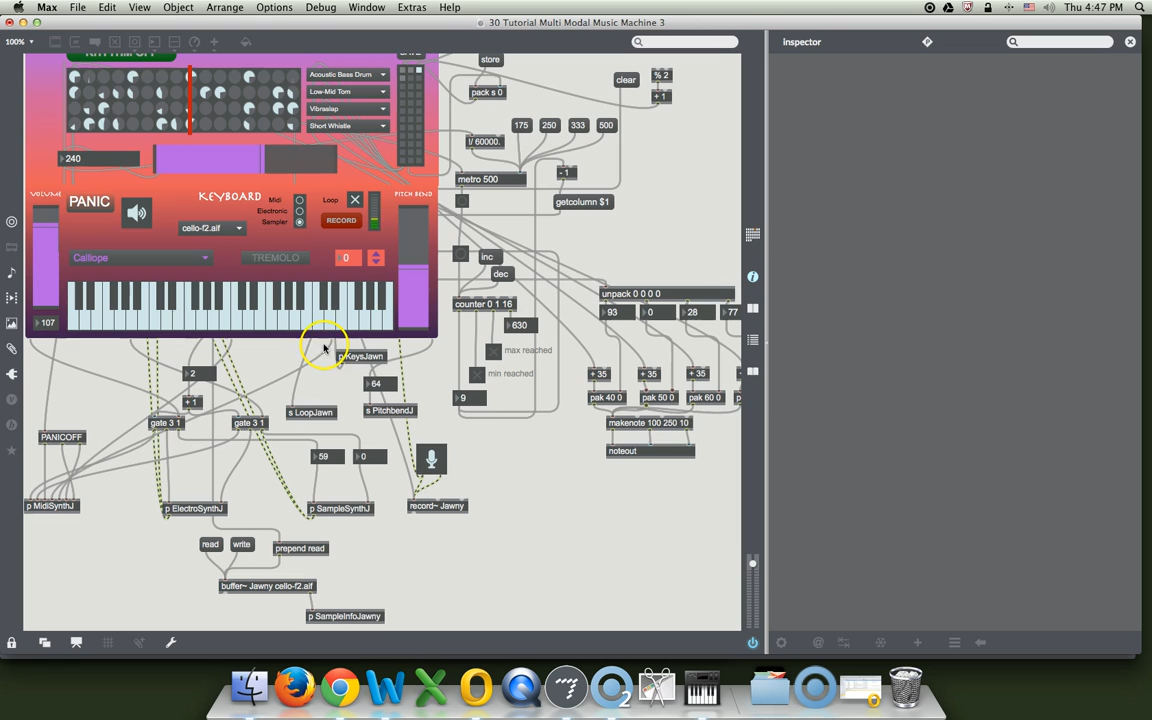 Max File Edit View Object Arrange Options Debug Window Extras Help
Thu 4:47 PM
30 Tutorial Multi Modal Music Machine 3
100%
inspector
Acoustic Bass Drum
Low-Mid Tom
Vibraslap
Short Whistle
240
VOLUME
PANIC
KEYBOARD
Midi
Electronic
Sampler
Loop
RECORD
PITCH BEND
cello-f2.aif
Calliope
TREMOLO
0
107
store
pack s 0
clear
% 2
+ 1
!/ 60000.
175
250
333
500
metro 500
- 1
getcolumn $1
inc
dec
counter 0 1 16
630
max reached
min reached
9
unpack 0 0 0 0
93
0
28
77
+ 35
+ 35
+ 35
pak 40 0
pak 50 0
pak 60 0
makenote 100 250 10
noteout
p KeysJawn
2
64
+ 1
s LoopJawn
s PitchbendJ
gate 3 1
gate 3 1
PANICOFF
59
0
p MidiSynthJ
p ElectroSynthJ
p SampleSynthJ
record~ Jawny
read
write
prepend read
buffer~ Jawny cello-f2.aif
p SampleInfoJawny